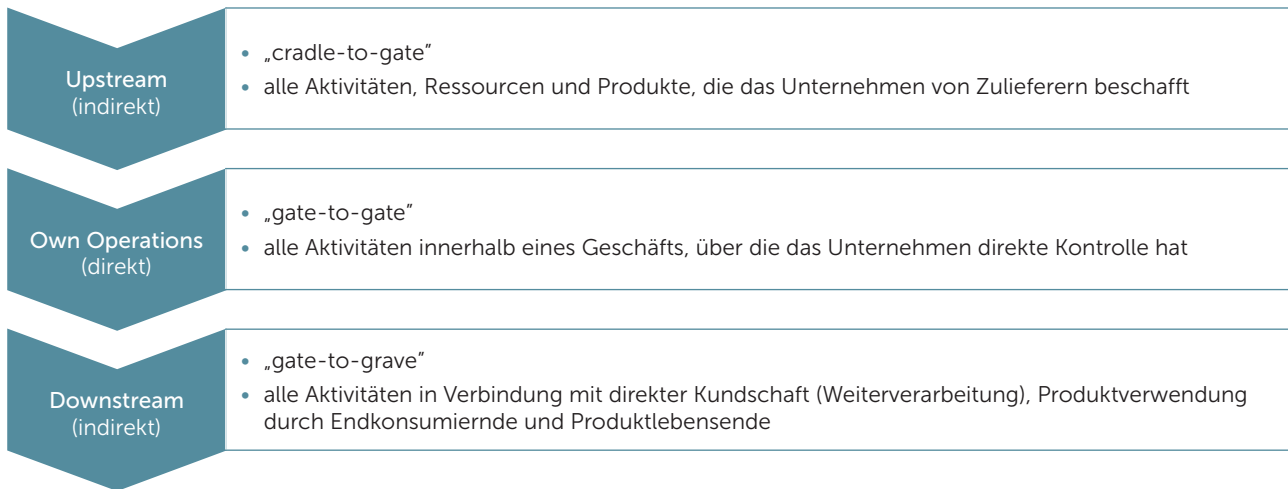 Upstream
(indirekt)
• „cradle-to-gate”
• alle Aktivitäten, Ressourcen und Produkte, die das Unternehmen von Zulieferern beschafft
Own Operations
(direkt)
• „gate-to-gate”
• alle Aktivitäten innerhalb eines Geschäfts, über die das Unternehmen direkte Kontrolle hat
Downstream
(indirekt)
• „gate-to-grave”
• alle Aktivitäten in Verbindung mit direkter Kundschaft (Weiterverarbeitung), Produktverwendung
durch Endkonsumiernde und Produktlebensende